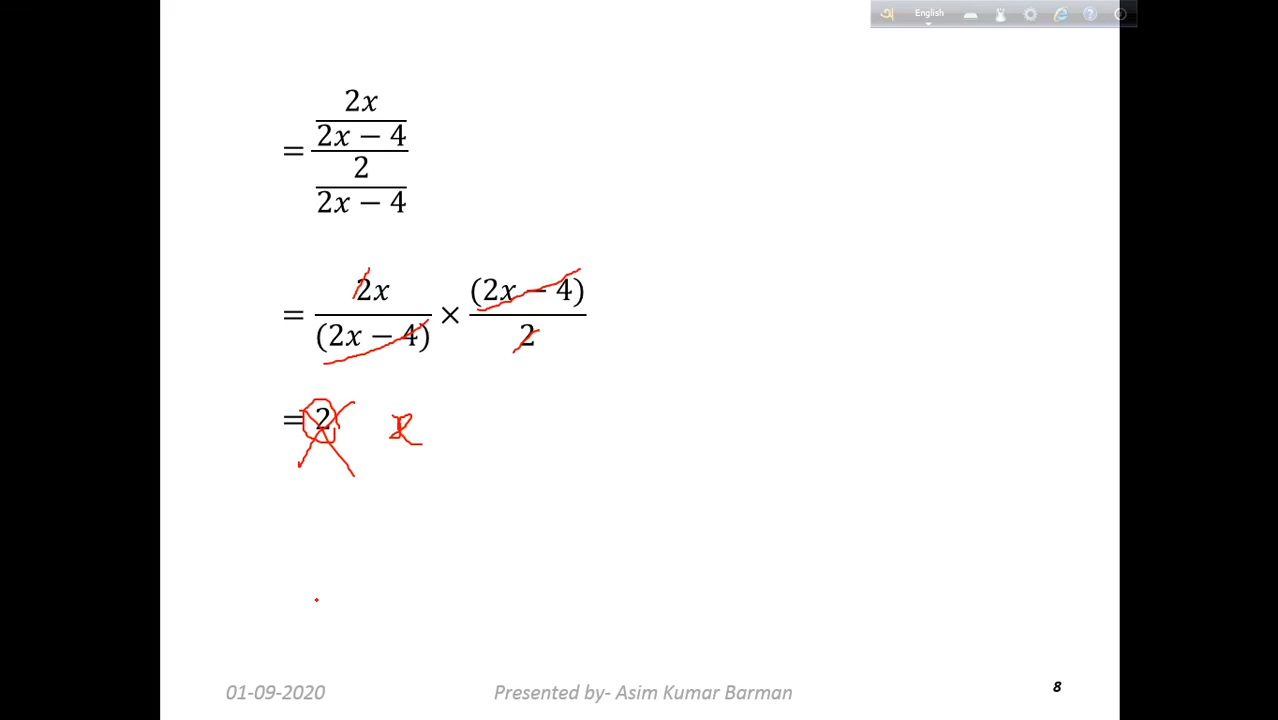 অ English
= (2x/(2x − 4))/(2/(2x − 4))
= 2x/(2x − 4) × (2x − 4)/2
= 2 x
01-09-2020 Presented by- Asim Kumar Barman 8